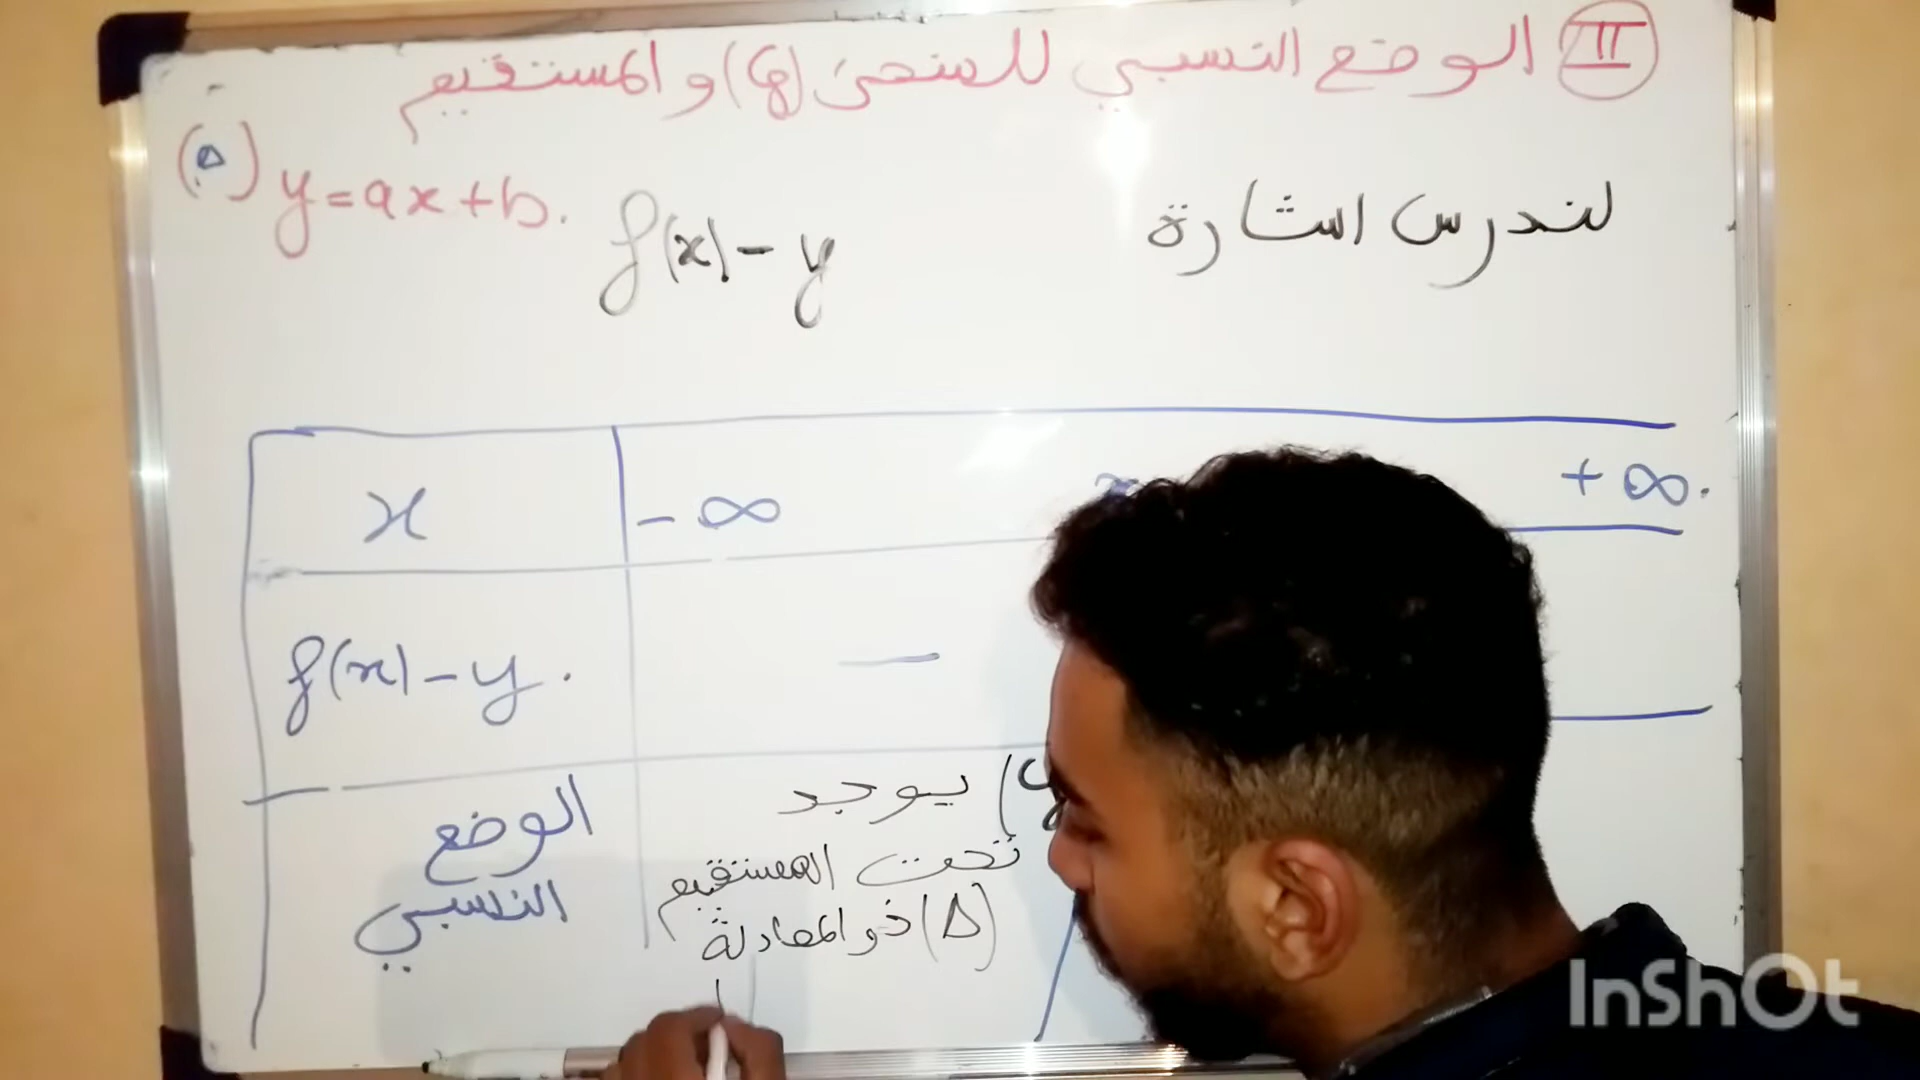 II الوضع النسبي للمنحنى (C) والمستقيم
(Δ) y=ax+b.
لندرس اشارة f(x)-y
x -∞ +∞.
f(x)-y. —
الوضع النسبي
(C) يوجد
تحت المستقيم
(Δ) ذو المعادلة
InShOt